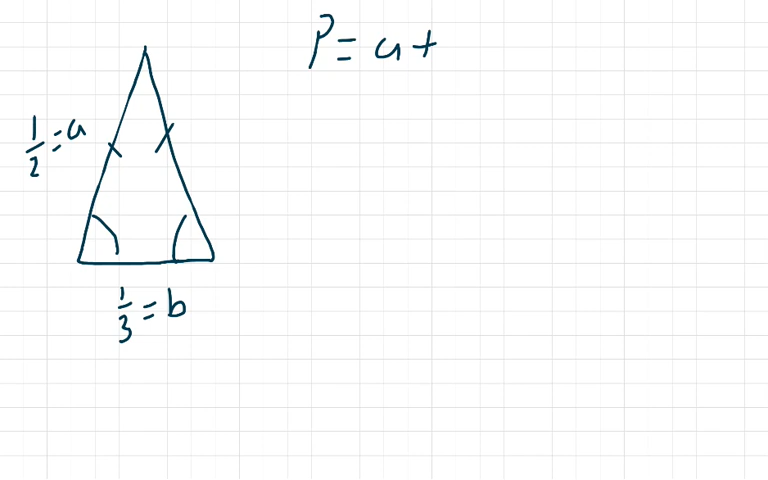 P = a +
1/2 = a
1/3 = b